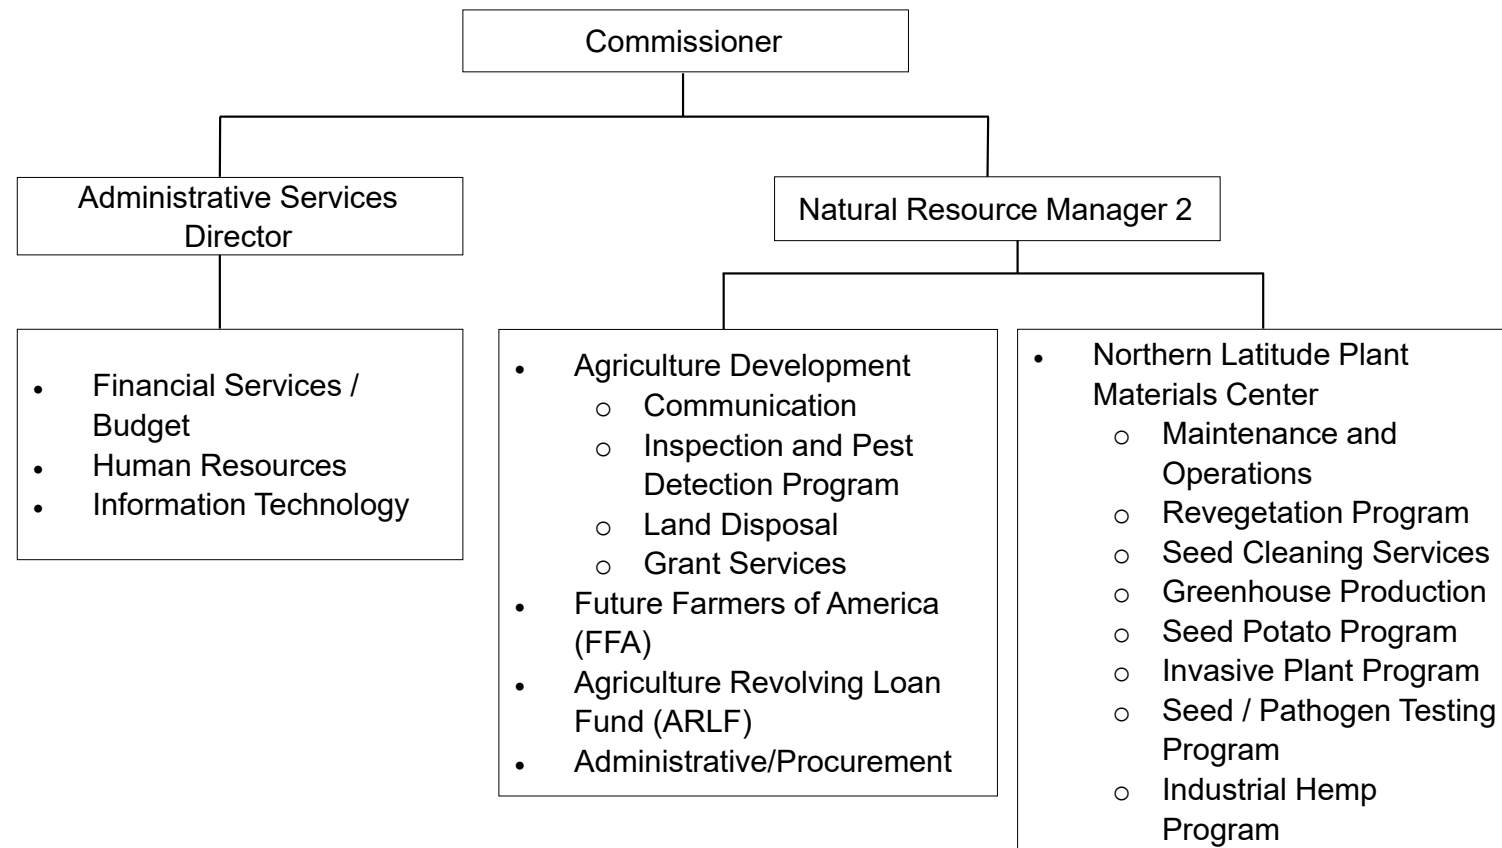 Commissioner
Administrative Services
Director
Natural Resource Manager 2
• Financial Services /
Budget
• Human Resources
• Information Technology
• Agriculture Development
o Communication
o Inspection and Pest
Detection Program
o Land Disposal
o Grant Services
• Future Farmers of America
(FFA)
• Agriculture Revolving Loan
Fund (ARLF)
• Administrative/Procurement
• Northern Latitude Plant
Materials Center
o Maintenance and
Operations
o Revegetation Program
o Seed Cleaning Services
o Greenhouse Production
o Seed Potato Program
o Invasive Plant Program
o Seed / Pathogen Testing
Program
o Industrial Hemp
Program